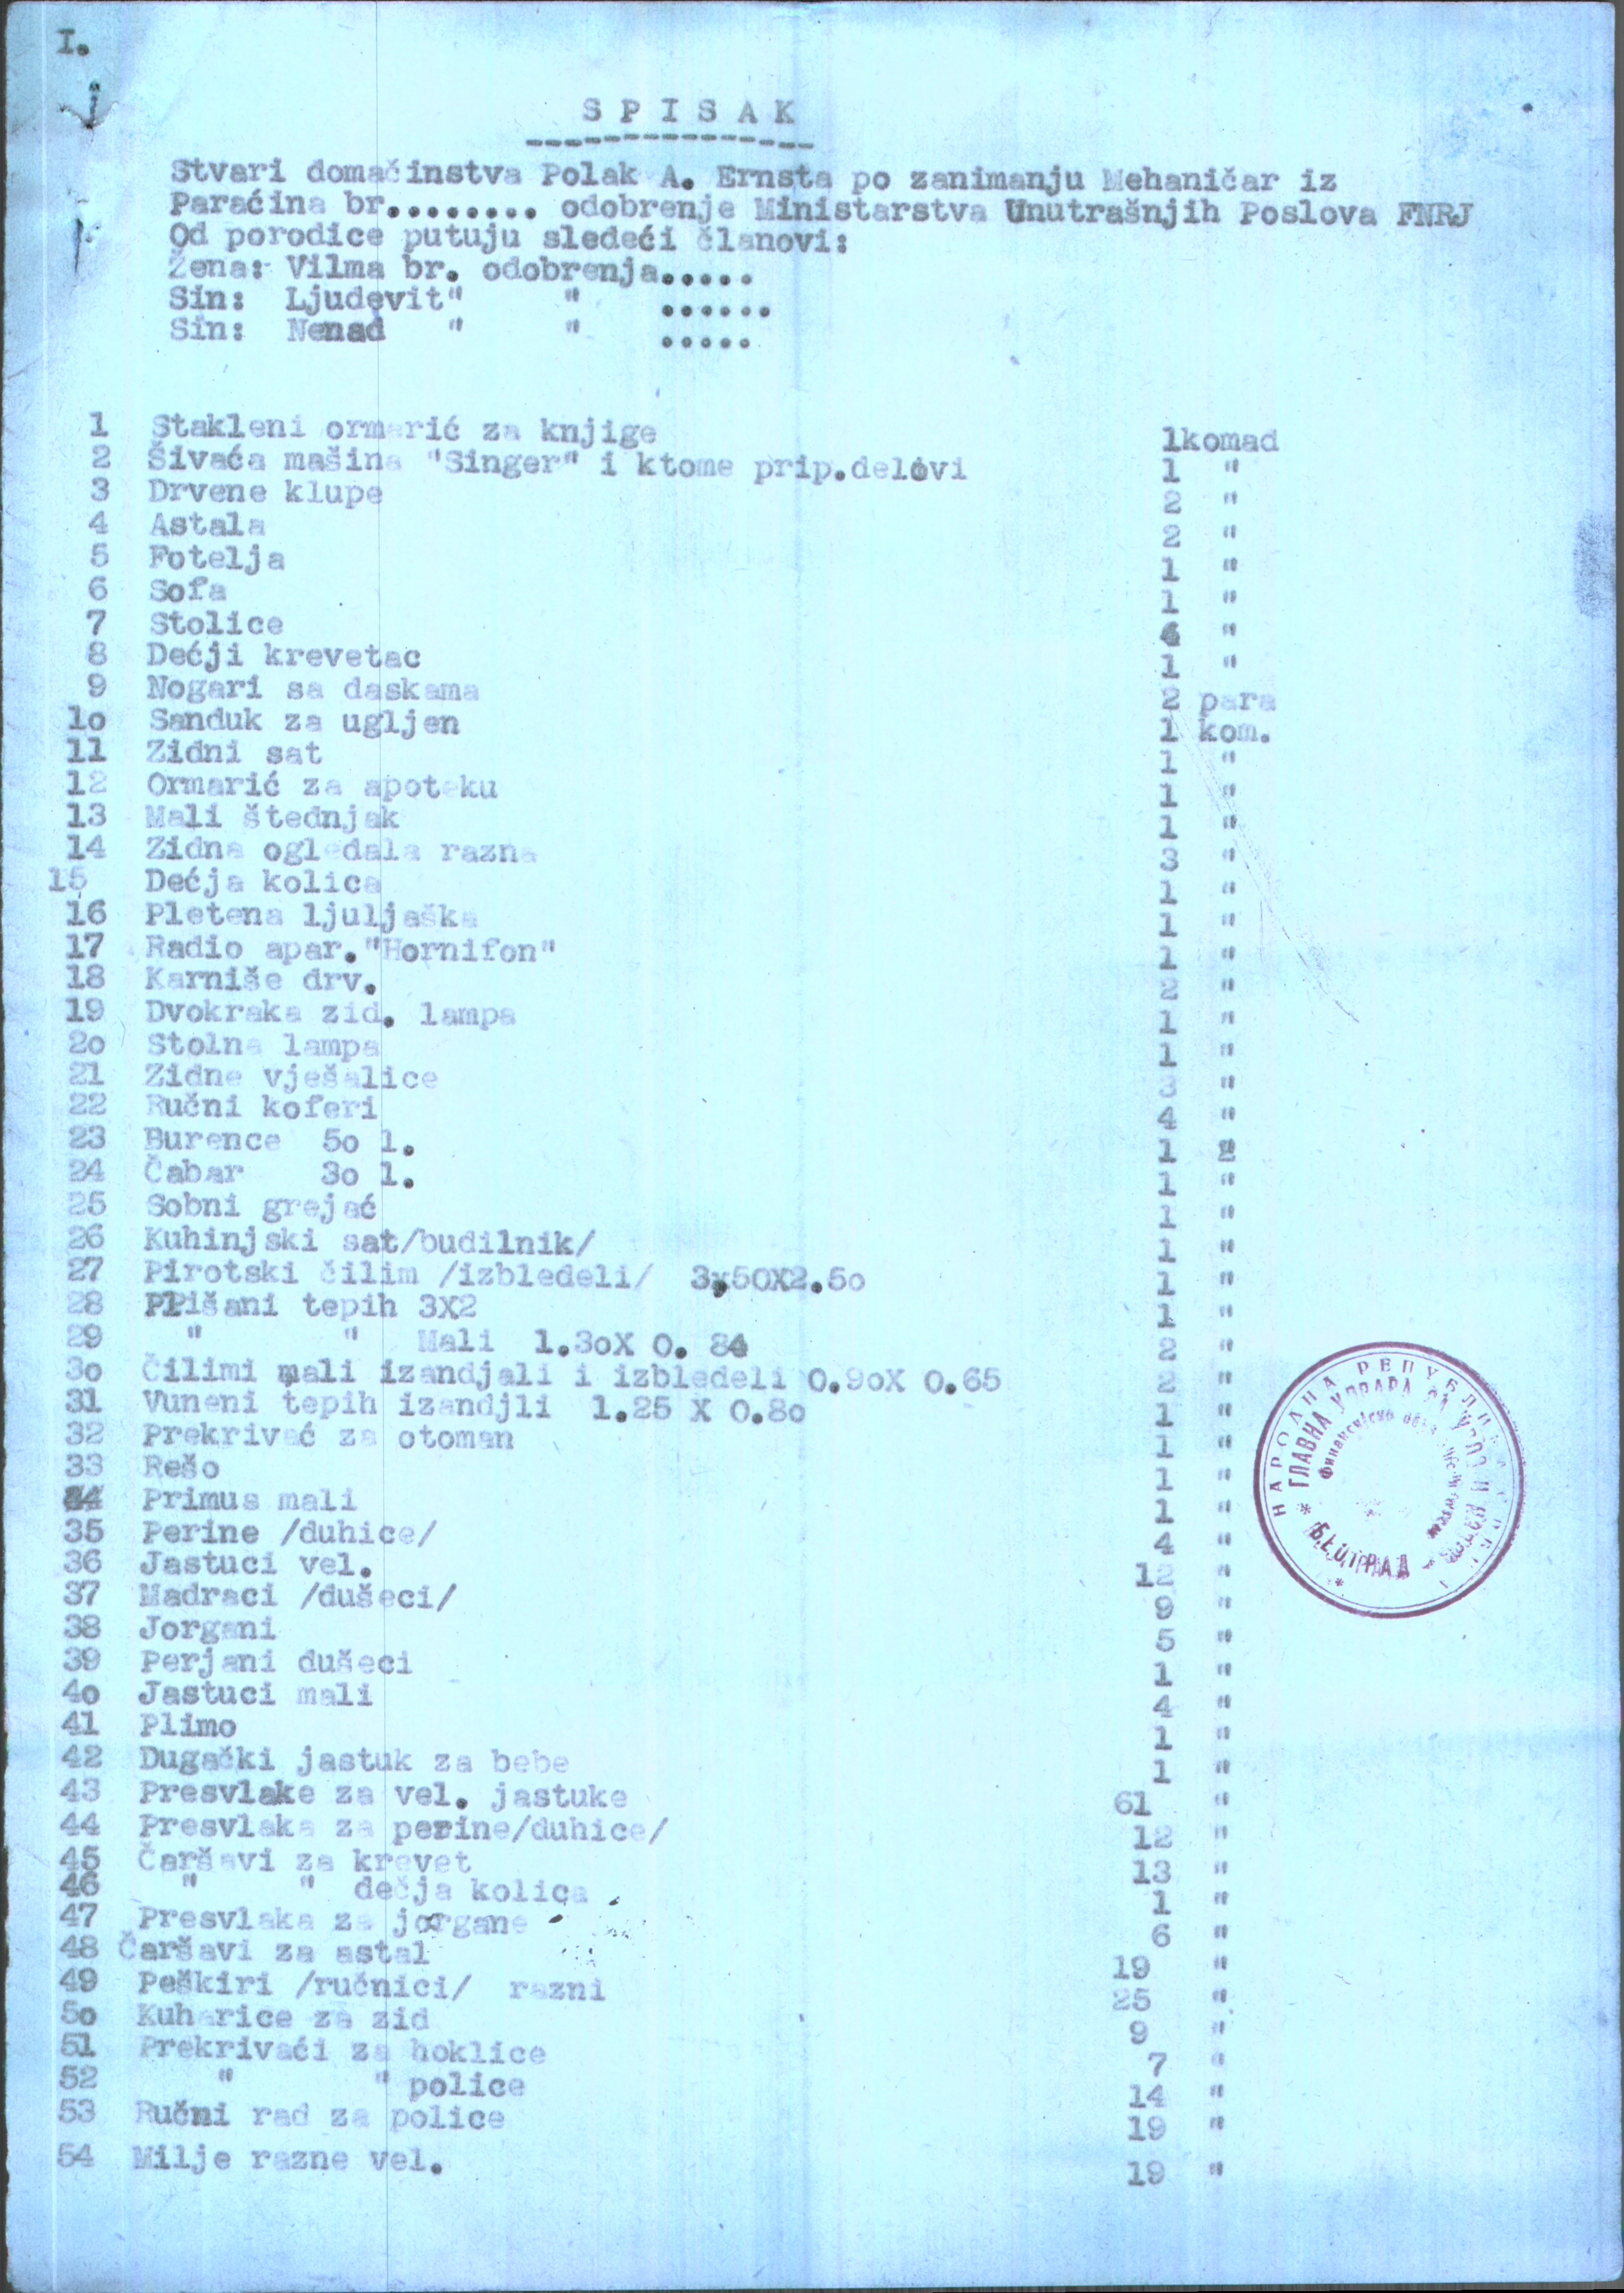 I.
S P I S A K
Stvari domačinstva Polak A. Ernsta po zanimanju Mehaničar iz
Paraćina br........ odobrenje Ministarstva Unutrašnjih Poslova FNRJ
Od porodice putuju sledeći članovi:
Žena: Vilma br. odobrenja.....
Sin: Ljudevit" " ......
Sin: Nenad " " .....
1 Stakleni ormarić za knjige 1komad
2 Šivaća mašina "Singer" i ktome prip.delovi 1 "
3 Drvene klupe 2 "
4 Astala 2 "
5 Fotelja 1 "
6 Sofa 1 "
7 Stolice "
8 Dećji krevetac 1 "
9 Nogari sa daskama 2 para
1o Sanduk za ugljen 1 kom.
11 Zidni sat 1 "
12 Ormarić za apoteku 1 "
13 Mali štednjak 1 "
14 Zidna ogledala razna 3 "
15 Dećja kolica 1 "
16 Pletena ljuljaška 1 "
17 Radio apar."Hornifon" 1 "
18 Karniše drv. 2 "
19 Dvokraka zid. lampa 1 "
2o Stolna lampa 1 "
21 Zidne vješalice 3 "
22 Ručni koferi 4 "
23 Burence 5o l. 1 "
24 Čabar 3o l. 1 "
25 Sobni grejać 1 "
26 Kuhinjski sat/budilnik/ 1 "
27 Pirotski čilim /izbledeli/ 3,50X2.5o 1 "
28 Plišani tepih 3X2 1 "
29 " " Mali 1.3oX O. 84 2 "
3o Čilimi mali izandjali i izbledeli O.9oX O.65 2 "
31 Vuneni tepih izandjli 1.25 X O.8o 1 "
32 Prekrivać za otoman 1 "
33 Rešo 1 "
34 Primus mali 1 "
35 Perine /duhice/ 4 "
36 Jastuci vel. 12 "
37 Madraci /dušeci/ 9 "
38 Jorgani 5 "
39 Perjani dušeci 1 "
4o Jastuci mali 4 "
41 Plimo 1 "
42 Dugački jastuk za bebe 1 "
43 Presvlake za vel. jastuke 61 "
44 Presvlaka za perine/duhice/ 12 "
45 Čaršavi za krevet 13 "
46 " " dečja kolica 1 "
47 Presvlaka za jorgane 6 "
48 Čaršavi za astal 19 "
49 Peškiri /ručnici/ razni 25 "
5o Kuharice za zid 9 "
51 Prekrivaći za hoklice 7 "
52 " " police 14 "
53 Ručni rad za police 19 "
54 Milje razne vel. 19 "
НАРОДНА РЕПУБЛИКА
ГЛАВНА УПРАВА ЗА
БЕОГРАД